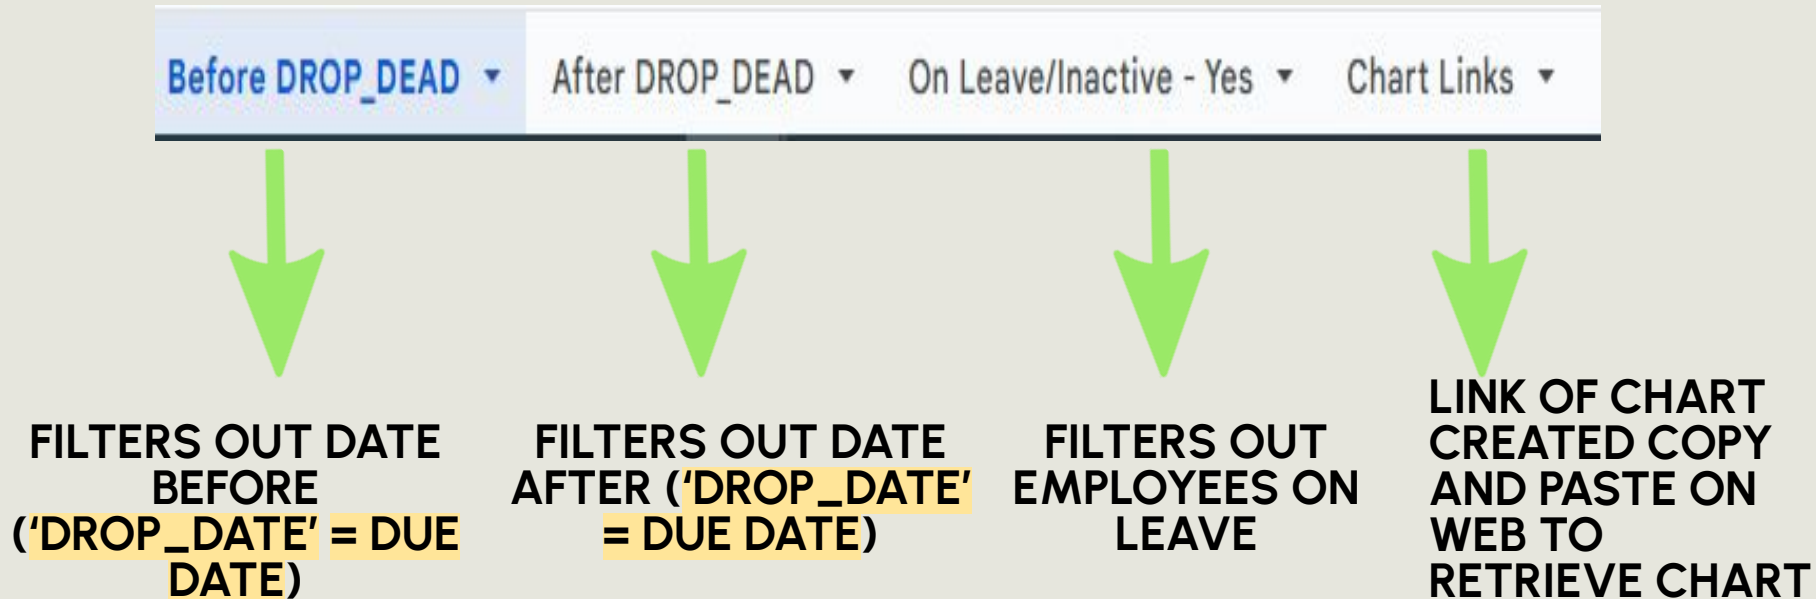 Before DROP_DEAD After DROP_DEAD On Leave/Inactive - Yes Chart Links
FILTERS OUT DATE
BEFORE
('DROP_DATE' = DUE
DATE)
FILTERS OUT DATE
AFTER ('DROP_DATE'
= DUE DATE)
FILTERS OUT
EMPLOYEES ON
LEAVE
LINK OF CHART
CREATED COPY
AND PASTE ON
WEB TO
RETRIEVE CHART